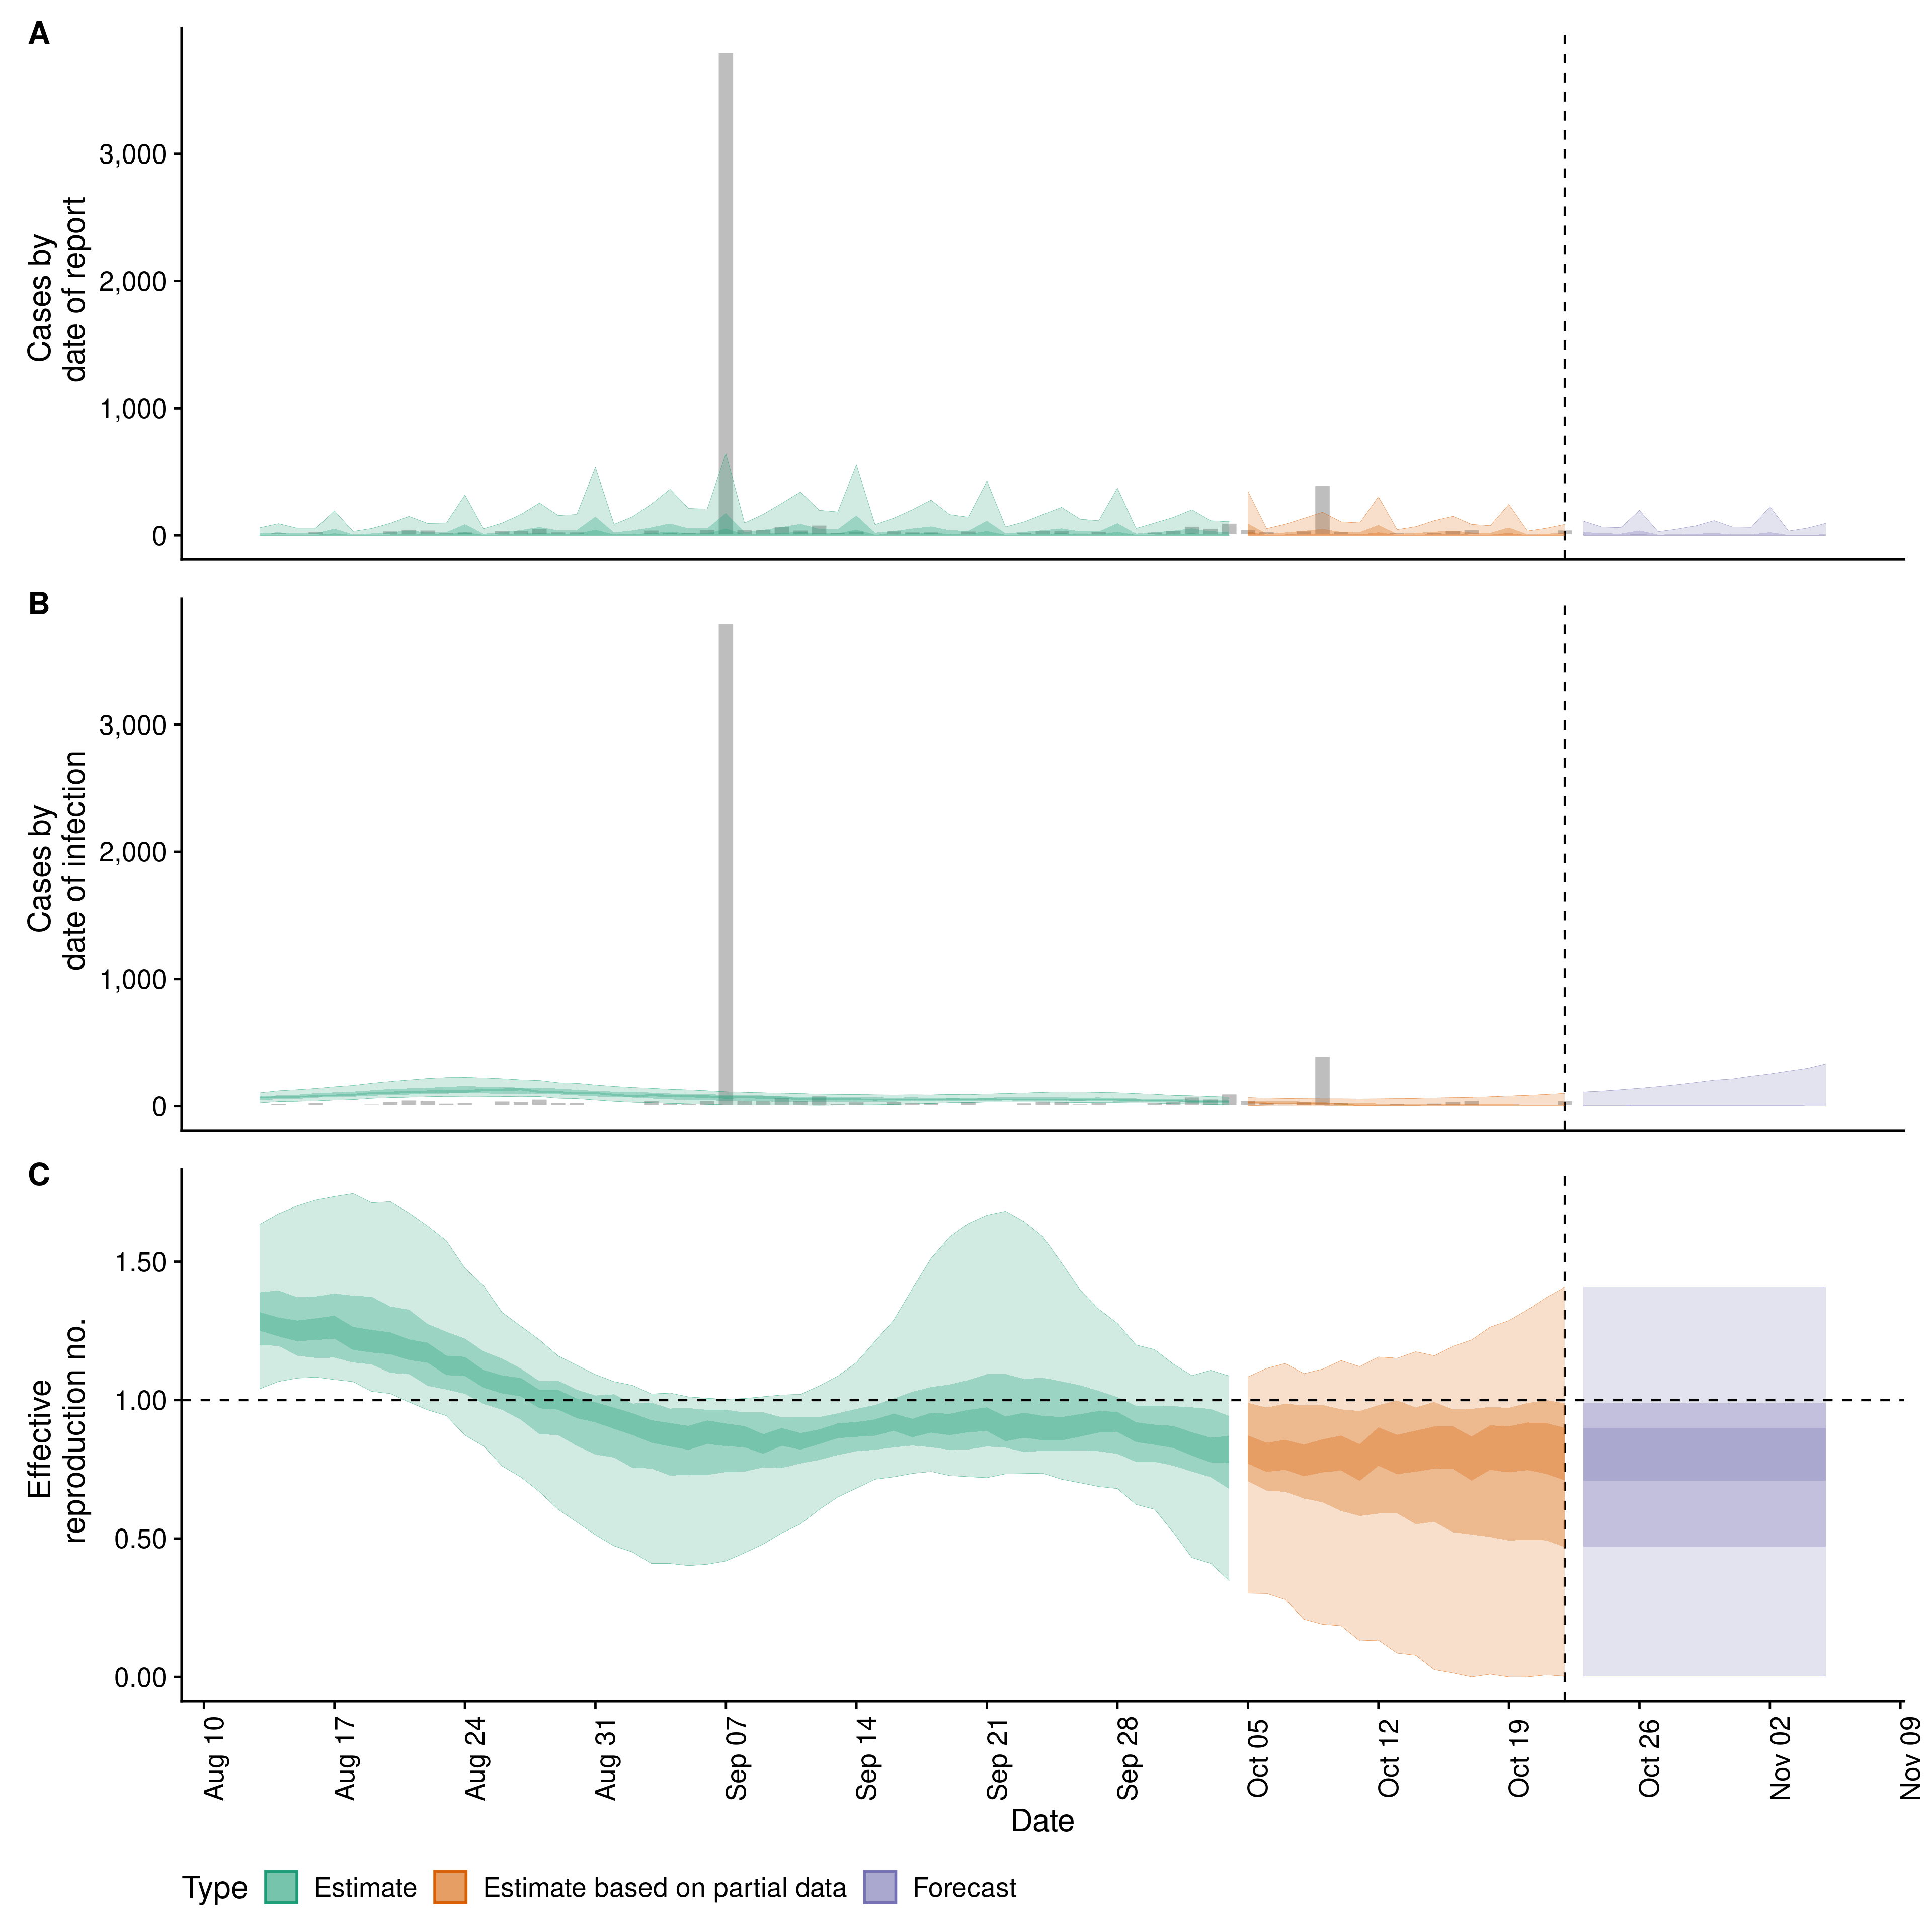 A
Cases by
date of report
3,000
2,000
1,000
0
B
Cases by
date of infection
3,000
2,000
1,000
0
C
Effective
reproduction no.
1.50
1.00
0.50
0.00
Aug 10
Aug 17
Aug 24
Aug 31
Sep 07
Sep 14
Sep 21
Sep 28
Oct 05
Oct 12
Oct 19
Oct 26
Nov 02
Nov 09
Date
Type Estimate Estimate based on partial data Forecast